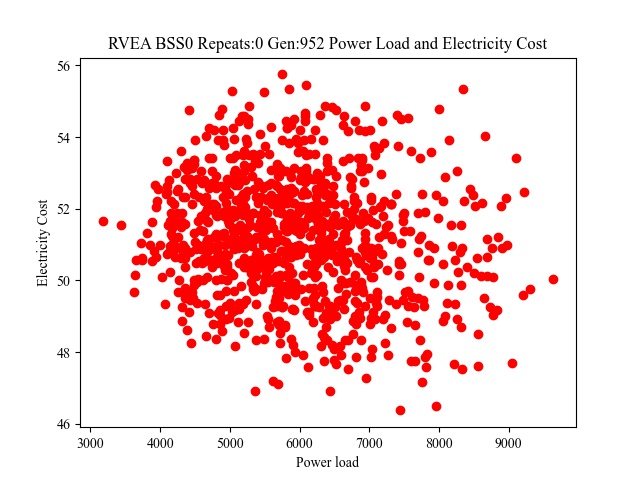 RVEA BSS0 Repeats:0 Gen:952 Power Load and Electricity Cost
56
54
52
50
48
46
Electricity Cost
3000 4000 5000 6000 7000 8000 9000
Power load